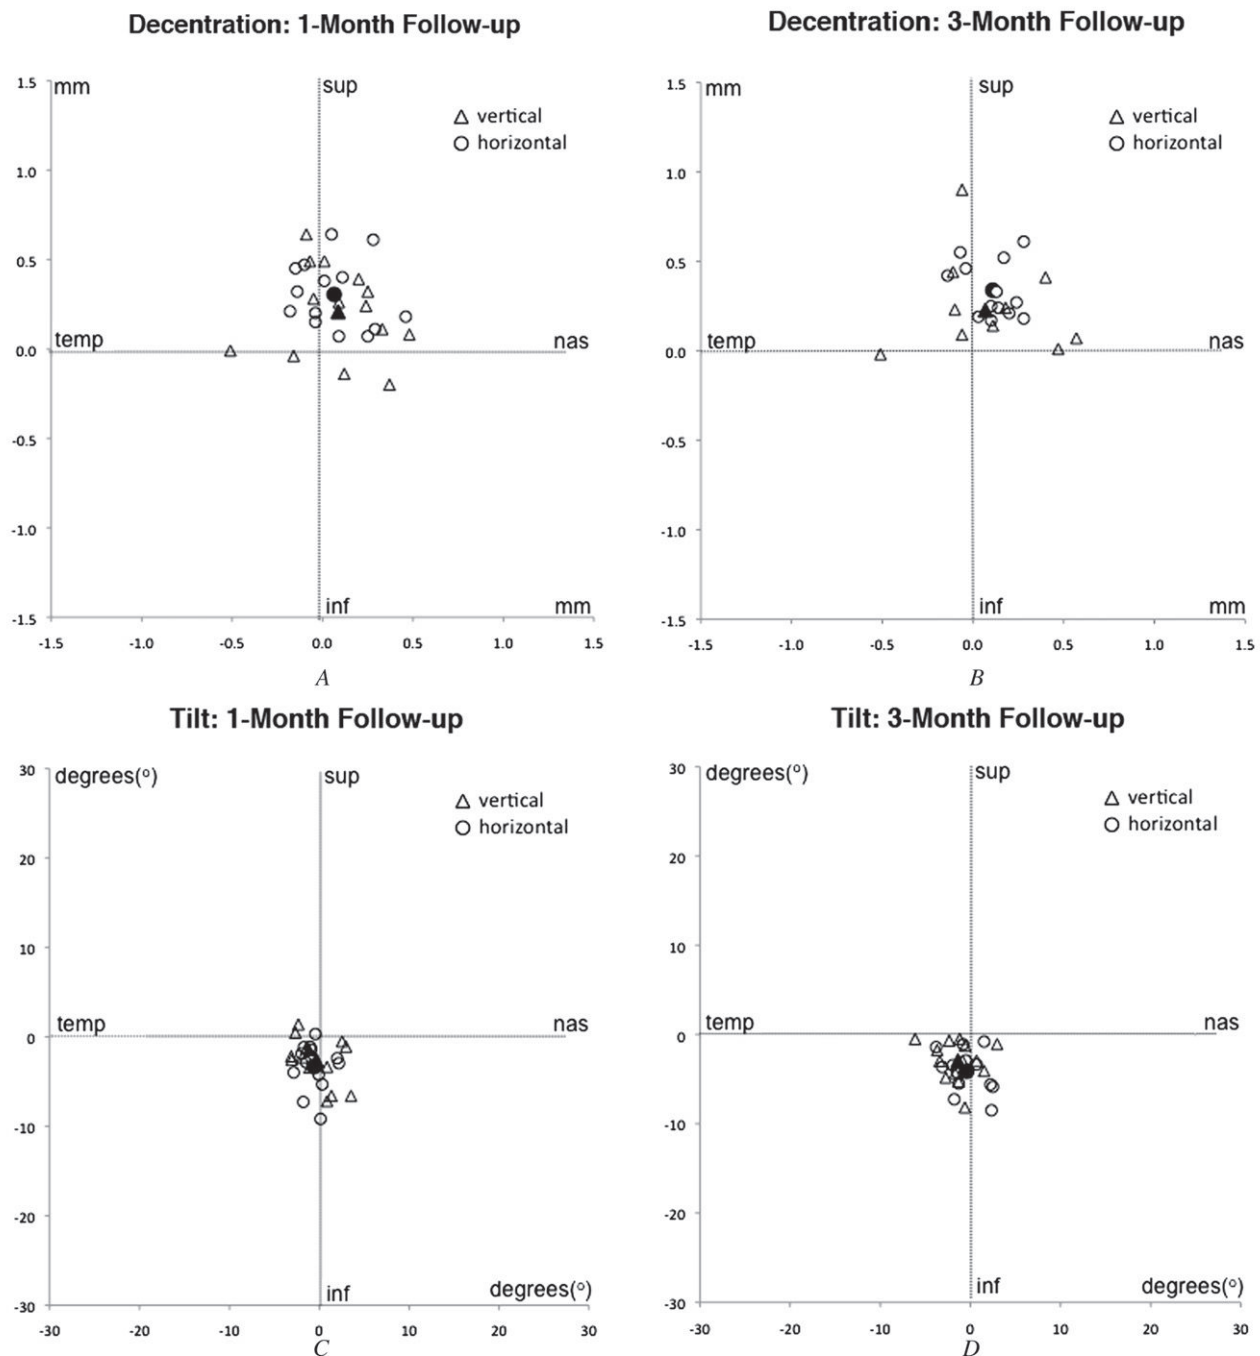 Decentration: 1-Month Follow-up
1.5
mm
sup
vertical
horizontal
1.0
0.5
temp
nas
0.0
-0.5
-1.0
inf
mm
-1.5
-1.5 -1.0 -0.5 0.0 0.5 1.0 1.5
A
Decentration: 3-Month Follow-up
1.5
mm
sup
vertical
horizontal
1.0
0.5
temp
nas
0.0
-0.5
-1.0
inf
mm
-1.5
-1.5 -1.0 -0.5 0.0 0.5 1.0 1.5
B
Tilt: 1-Month Follow-up
30
degrees(°)
sup
vertical
horizontal
20
10
temp
nas
0
-10
-20
inf
degrees(°)
-30
-30 -20 -10 0 10 20 30
C
Tilt: 3-Month Follow-up
30
degrees(°)
sup
vertical
horizontal
20
10
temp
nas
0
-10
-20
inf
degrees(°)
-30
-30 -20 -10 0 10 20 30
D